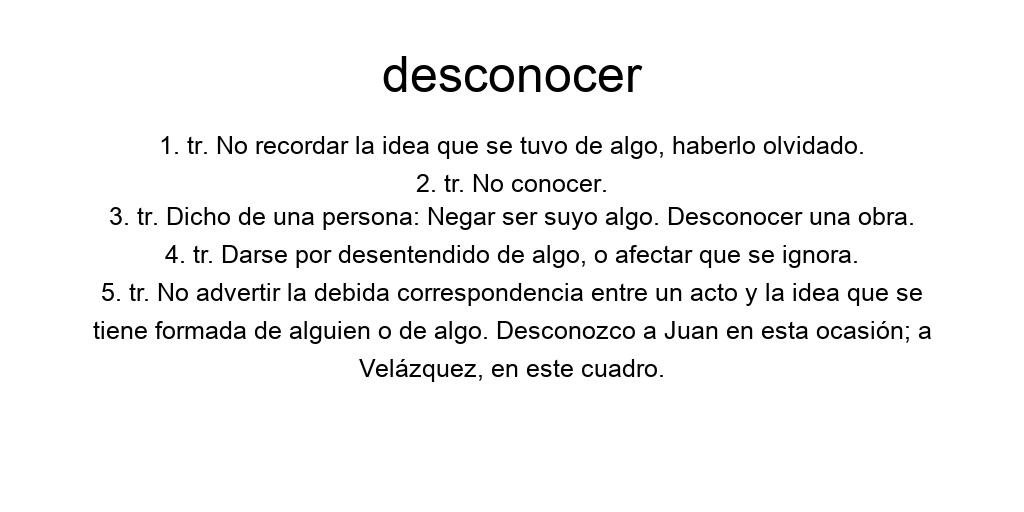 desconocer
1. tr. No recordar la idea que se tuvo de algo, haberlo olvidado.
2. tr. No conocer.
3. tr. Dicho de una persona: Negar ser suyo algo. Desconocer una obra.
4. tr. Darse por desentendido de algo, o afectar que se ignora.
5. tr. No advertir la debida correspondencia entre un acto y la idea que se
tiene formada de alguien o de algo. Desconozco a Juan en esta ocasión; a
Velázquez, en este cuadro.